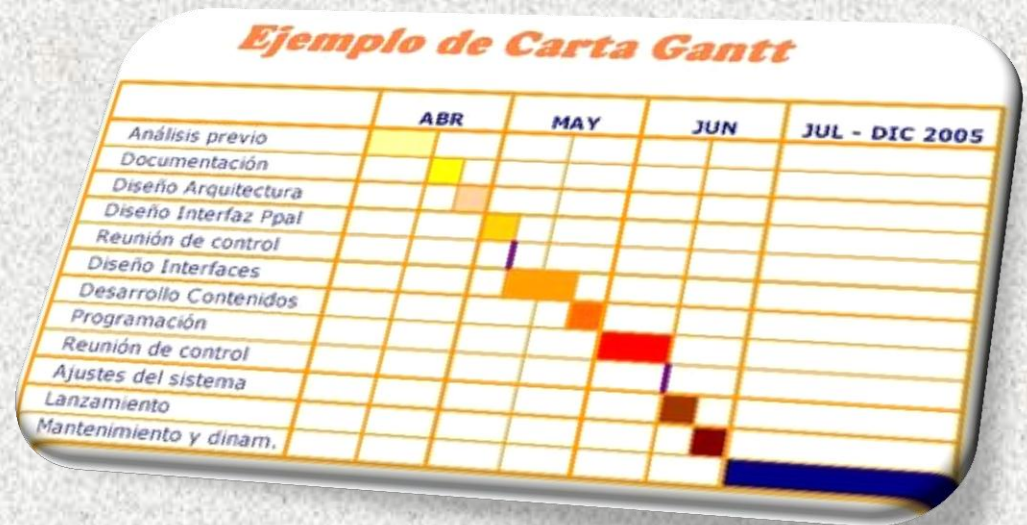 Ejemplo de Carta Gantt
ABR MAY JUN JUL - DIC 2005
Análisis previo
Documentación
Diseño Arquitectura
Diseño Interfaz Ppal
Reunión de control
Diseño Interfaces
Desarrollo Contenidos
Programación
Reunión de control
Ajustes del sistema
Lanzamiento
Mantenimiento y dinam.